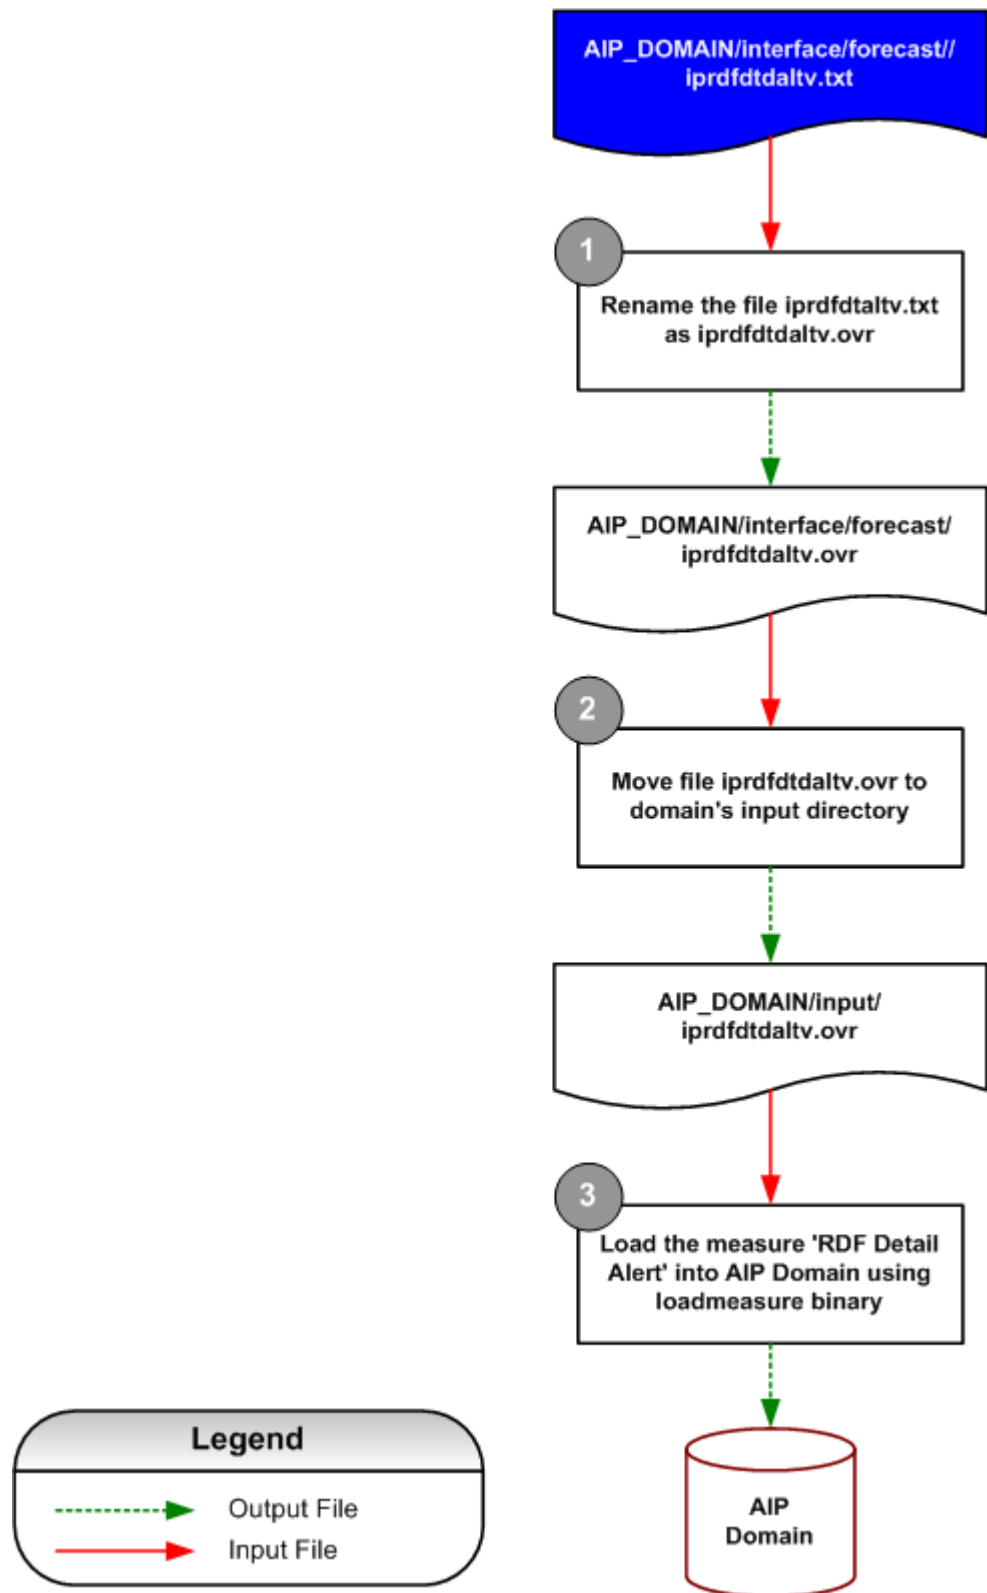 AIP_DOMAIN/interface/forecast//
iprdfdtdaltv.txt
1
Rename the file iprdfdtaltv.txt
as iprdfdtdaltv.ovr
AIP_DOMAIN/interface/forecast/
iprdfdtdaltv.ovr
2
Move file iprdfdtdaltv.ovr to
domain's input directory
AIP_DOMAIN/input/
iprdfdtdaltv.ovr
3
Load the measure 'RDF Detail
Alert' into AIP Domain using
loadmeasure binary
AIP
Domain
Legend
Output File
Input File